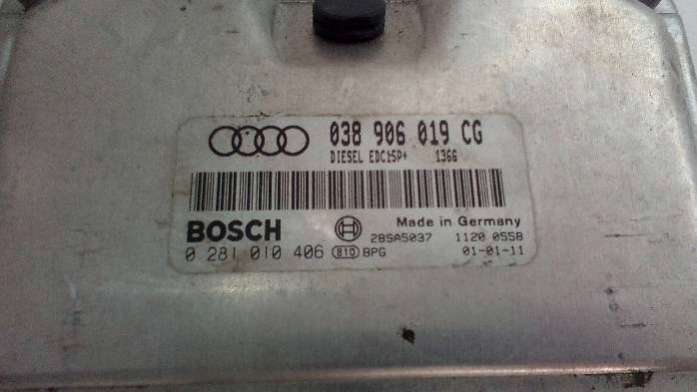 038 906 019 CG
DIESEL EDC15P+ 1366
BOSCH
Made in Germany
28SA5037 1120 0558
0 281 010 406 810 BPG 01-01-11